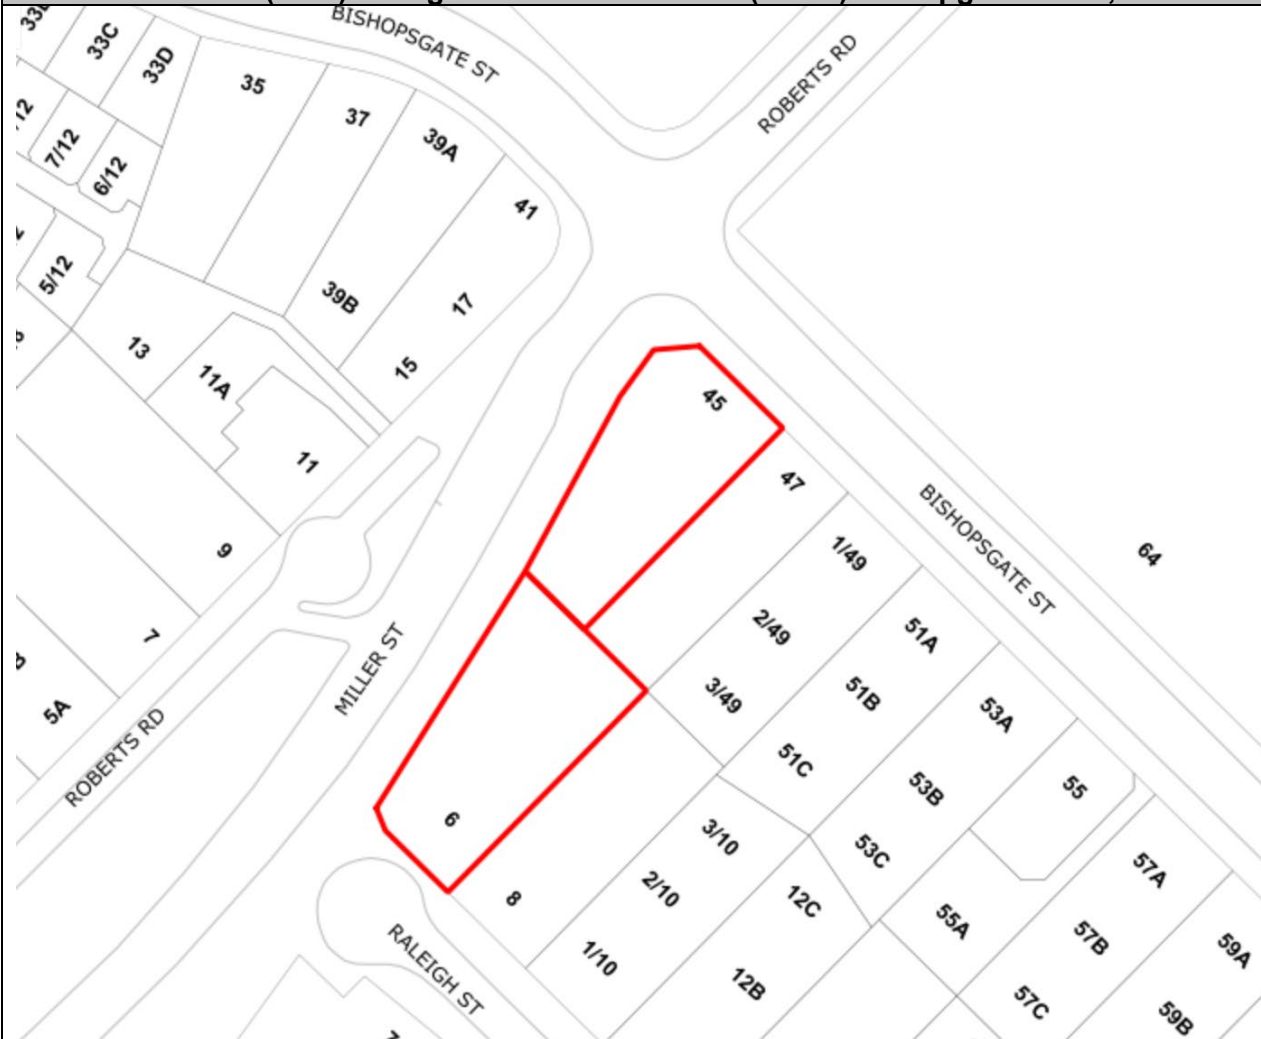 BISHOPSGATE ST
ROBERTS RD
33C
33D
35
37
39A
41
7/12
6/12
5/12
39B
17
15
13
11A
11
9
7
5A
45
47
1/49
2/49
3/49
51A
51B
51C
53A
53B
53C
55
55A
57A
57B
57C
59A
59B
64
BISHOPSGATE ST
MILLER ST
ROBERTS RD
6
8
3/10
2/10
1/10
12C
12B
RALEIGH ST